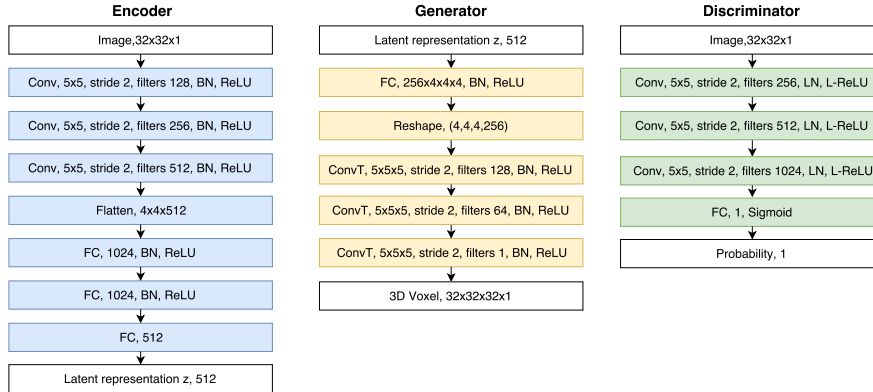 Encoder
Image,32x32x1
Conv, 5x5, stride 2, filters 128, BN, ReLU
Conv, 5x5, stride 2, filters 256, BN, ReLU
Conv, 5x5, stride 2, filters 512, BN, ReLU
Flatten, 4x4x512
FC, 1024, BN, ReLU
FC, 1024, BN, ReLU
FC, 512
Latent representation z, 512
Generator
Latent representation z, 512
FC, 256x4x4x4, BN, ReLU
Reshape, (4,4,4,256)
ConvT, 5x5x5, stride 2, filters 128, BN, ReLU
ConvT, 5x5x5, stride 2, filters 64, BN, ReLU
ConvT, 5x5x5, stride 2, filters 1, BN, ReLU
3D Voxel, 32x32x32x1
Discriminator
Image,32x32x1
Conv, 5x5, stride 2, filters 256, LN, L-ReLU
Conv, 5x5, stride 2, filters 512, LN, L-ReLU
Conv, 5x5, stride 2, filters 1024, LN, L-ReLU
FC, 1, Sigmoid
Probability, 1